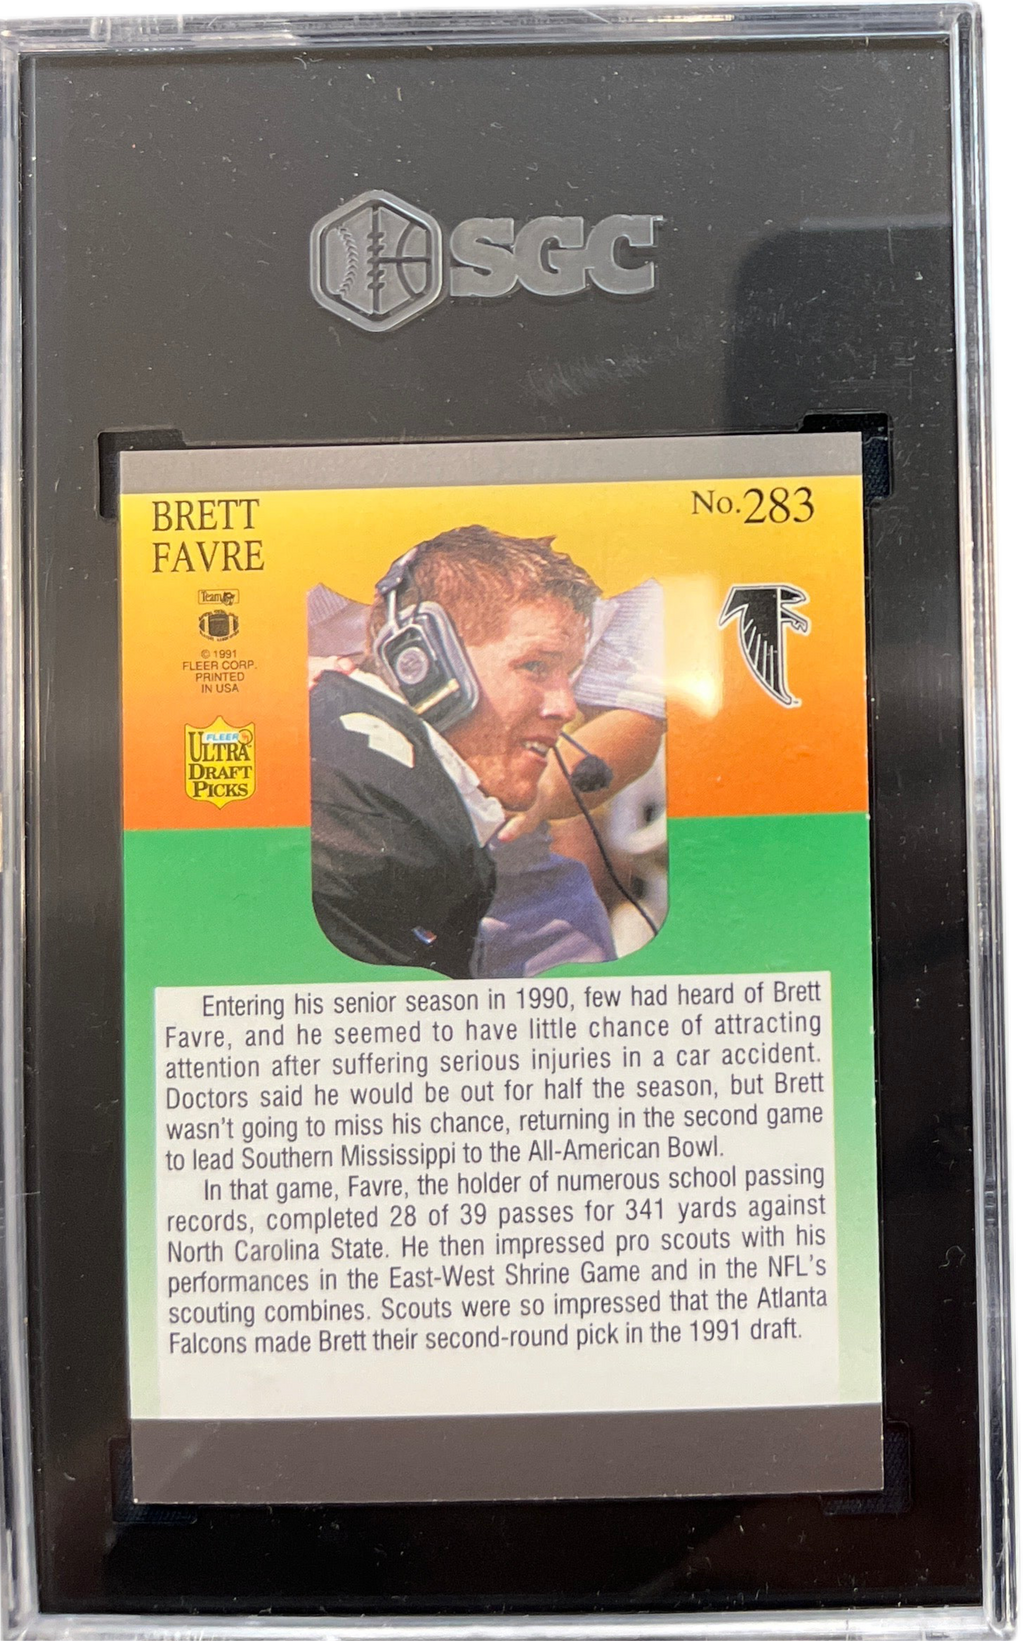 SGC
BRETT
FAVRE
No.283
Team NFL
© 1991
FLEER CORP.
PRINTED
IN USA
FLEER
ULTRA
DRAFT
PICKS
Entering his senior season in 1990, few had heard of Brett
Favre, and he seemed to have little chance of attracting
attention after suffering serious injuries in a car accident.
Doctors said he would be out for half the season, but Brett
wasn't going to miss his chance, returning in the second game
to lead Southern Mississippi to the All-American Bowl.
In that game, Favre, the holder of numerous school passing
records, completed 28 of 39 passes for 341 yards against
North Carolina State. He then impressed pro scouts with his
performances in the East-West Shrine Game and in the NFL's
scouting combines. Scouts were so impressed that the Atlanta
Falcons made Brett their second-round pick in the 1991 draft.